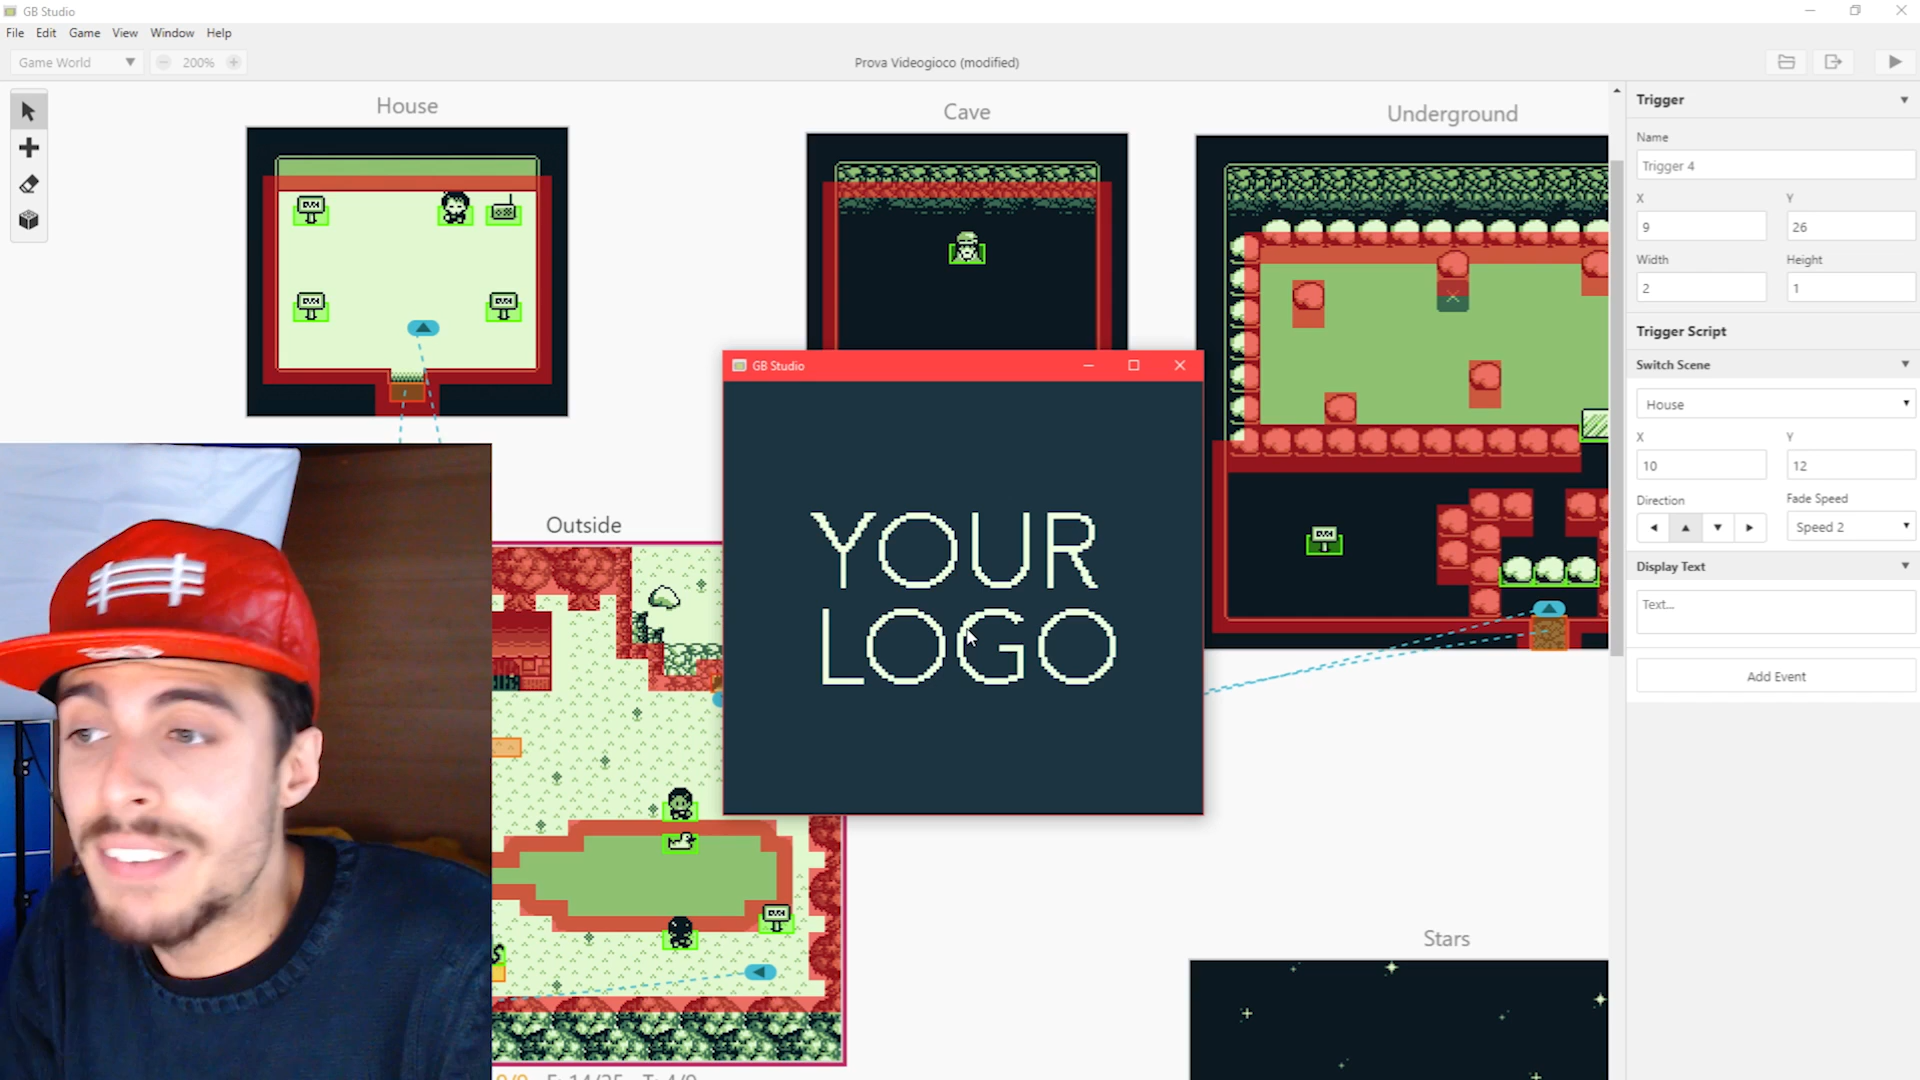 GB Studio
File Edit Game View Window Help
Game World
200%
Prova Videogioco (modified)
House
Cave
Underground
Outside
Stars
GB Studio
YOUR
LOGO
Trigger
Name
Trigger 4
X Y
9 26
Width Height
2 1
Trigger Script
Switch Scene
House
X Y
10 12
Direction Fade Speed
Speed 2
Display Text
Text...
Add Event